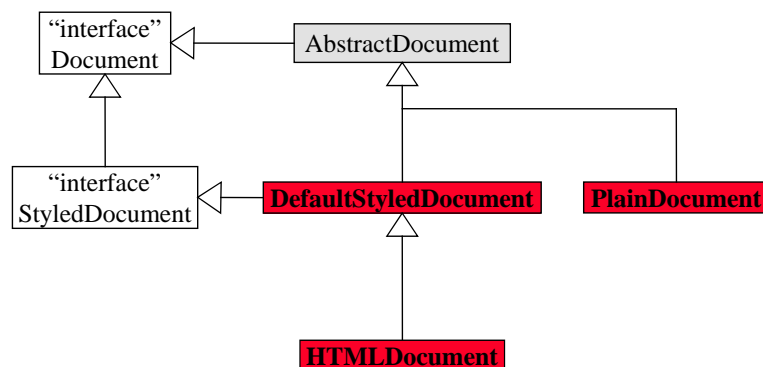 “interface”
Document
AbstractDocument
“interface”
StyledDocument
DefaultStyledDocument
PlainDocument
HTMLDocument